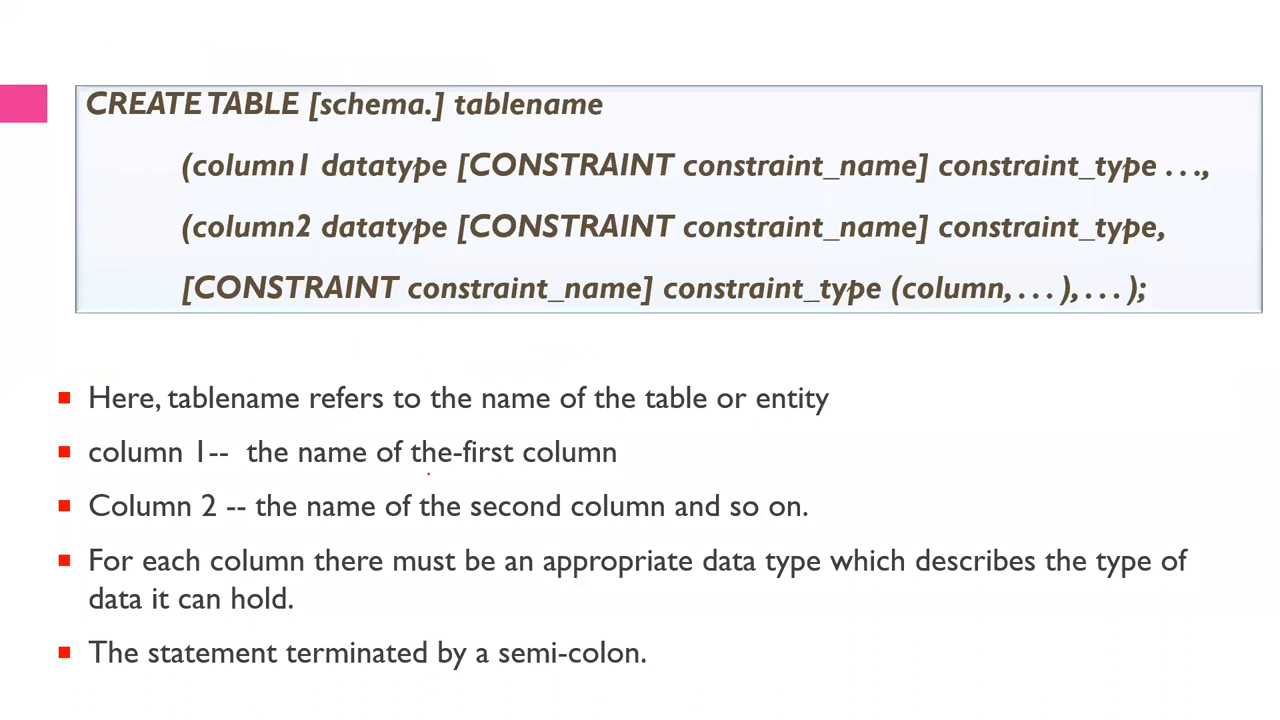 CREATE TABLE [schema.] tablename
(column1 datatype [CONSTRAINT constraint_name] constraint_type . . .,
(column2 datatype [CONSTRAINT constraint_name] constraint_type,
[CONSTRAINT constraint_name] constraint_type (column, . . . ), . . . );
Here, tablename refers to the name of the table or entity
column 1-- the name of the-first column
Column 2 -- the name of the second column and so on.
For each column there must be an appropriate data type which describes the type of
data it can hold.
The statement terminated by a semi-colon.